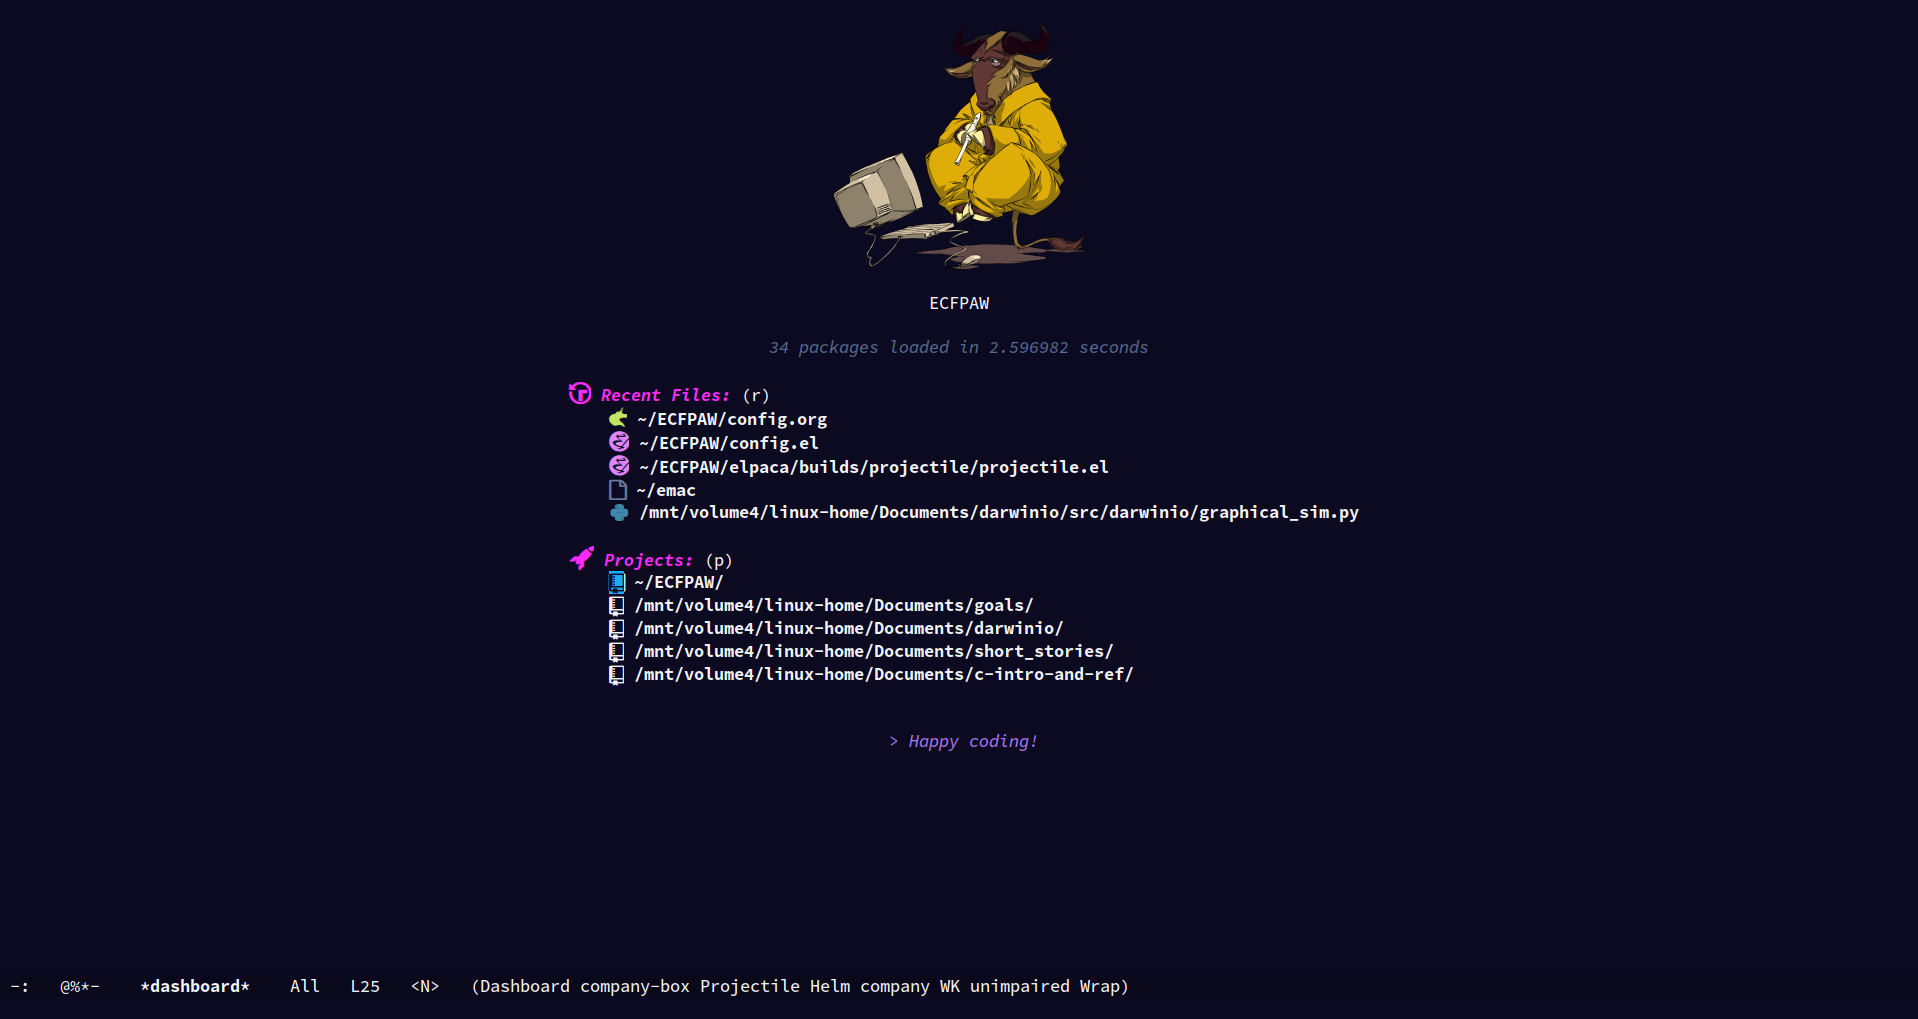 ECFPAW
34 packages loaded in 2.596982 seconds
Recent Files: (r)
~/ECFPAW/config.org
~/ECFPAW/config.el
~/ECFPAW/elpaca/builds/projectile/projectile.el
~/emac
/mnt/volume4/linux-home/Documents/darwinio/src/darwinio/graphical_sim.py
Projects: (p)
~/ECFPAW/
/mnt/volume4/linux-home/Documents/goals/
/mnt/volume4/linux-home/Documents/darwinio/
/mnt/volume4/linux-home/Documents/short_stories/
/mnt/volume4/linux-home/Documents/c-intro-and-ref/
> Happy coding!
-:   @%*-    *dashboard*    All   L25   <N>   (Dashboard company-box Projectile Helm company WK unimpaired Wrap)